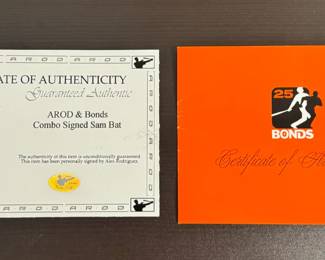 ATE OF AUTHENTICITY
Guaranteed Authentic
AROD & Bonds
Combo Signed Sam Bat
The authenticity of this item is unconditionally guaranteed.
This item has been personally signed by Alex Rodriguez.
AROD
25
BONDS
Certificate of